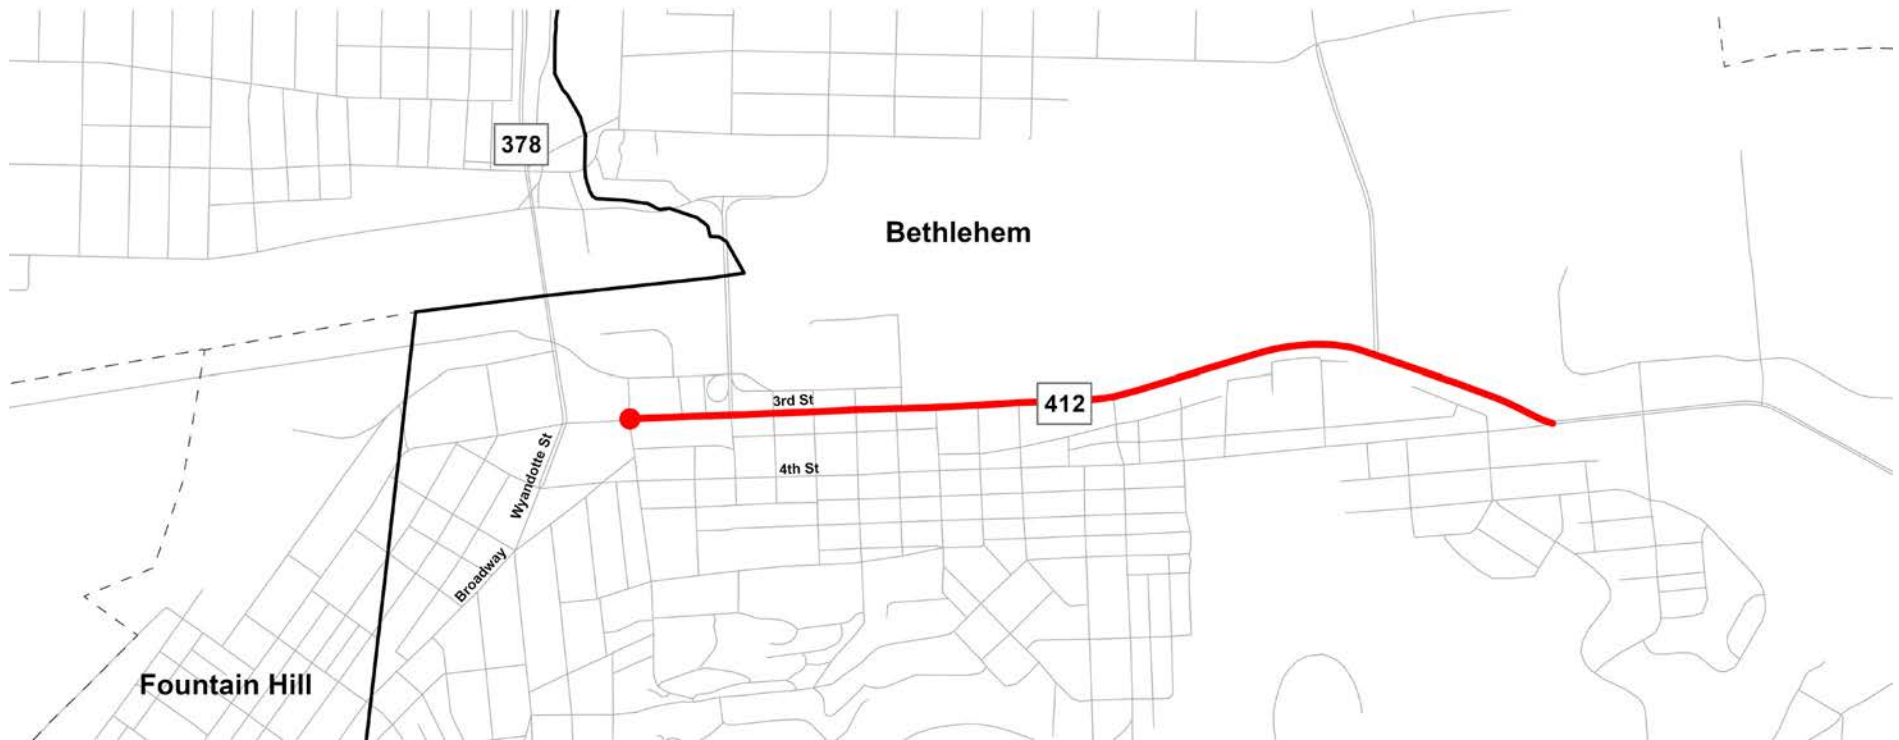 378
Bethlehem
3rd St
412
Wyandotte St
4th St
Broadway
Fountain Hill